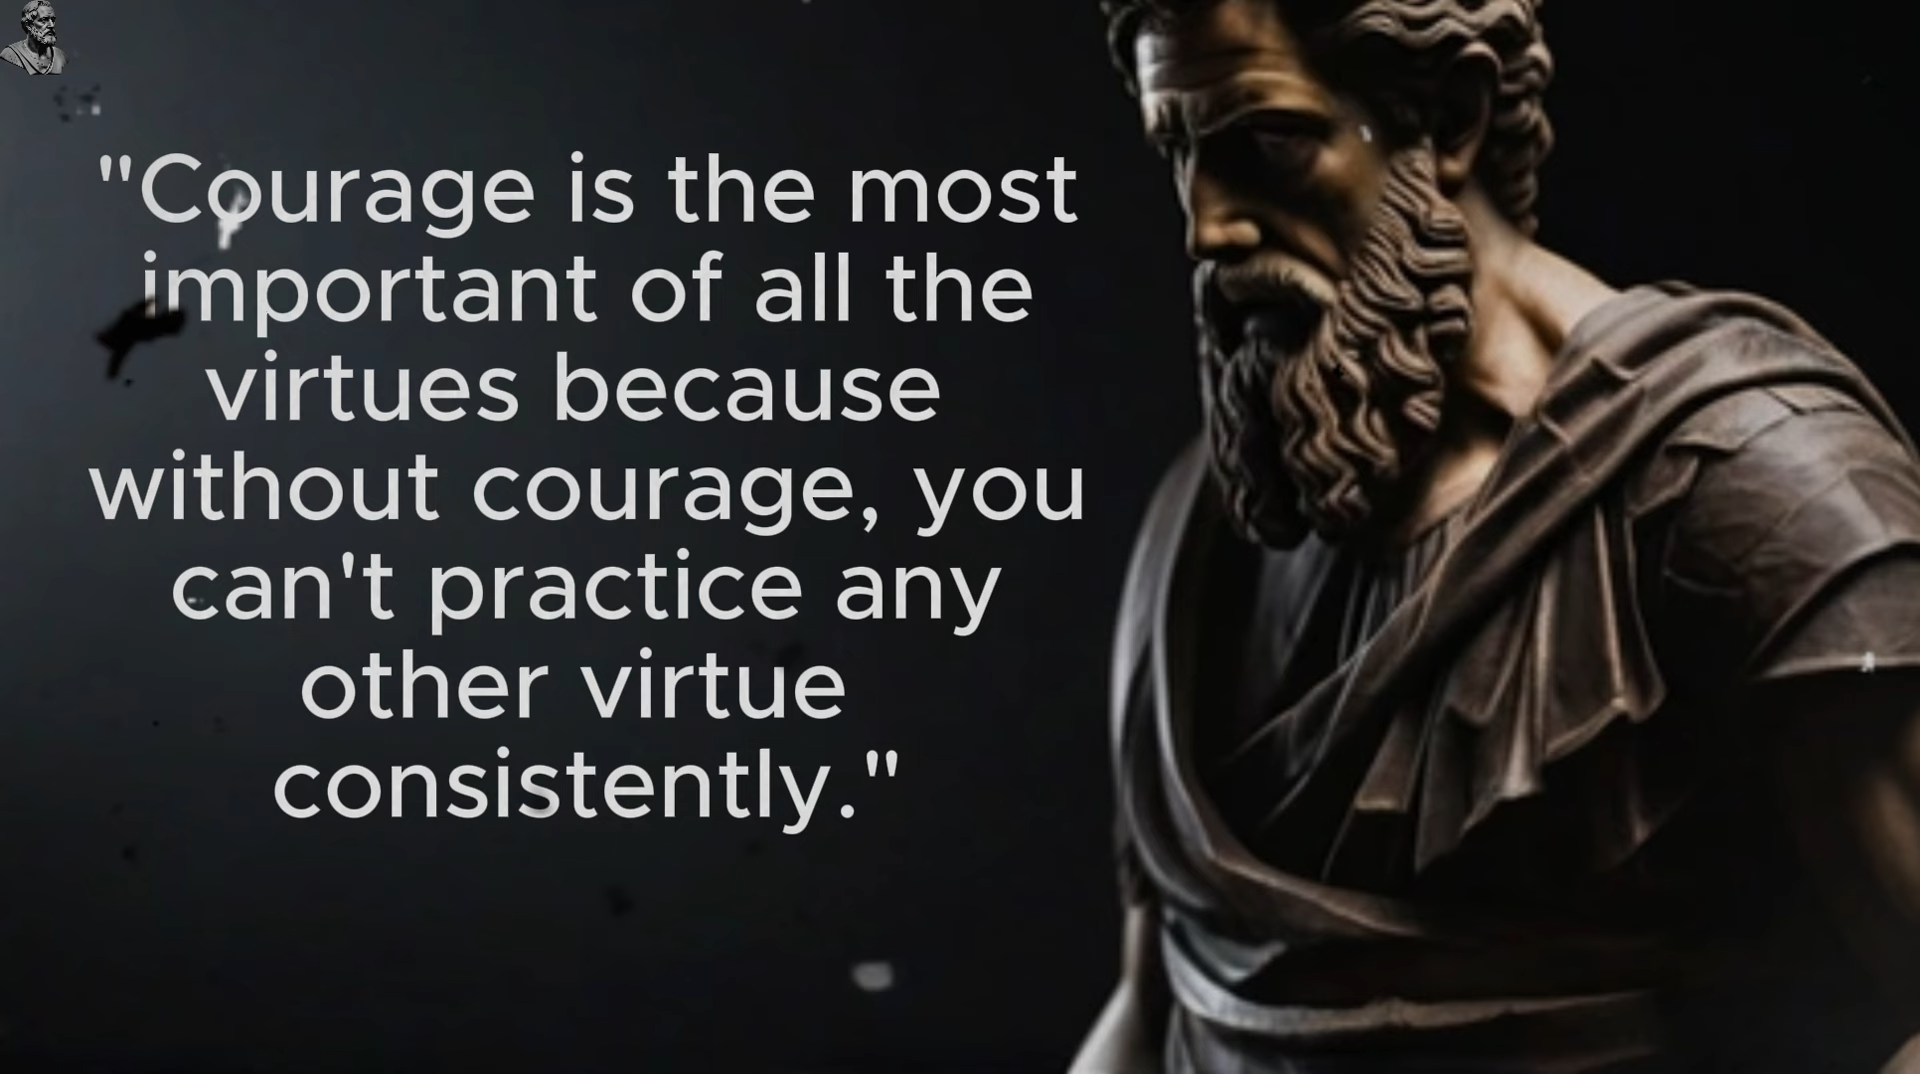 "Courage is the most
important of all the
virtues because
without courage, you
can't practice any
other virtue
consistently."